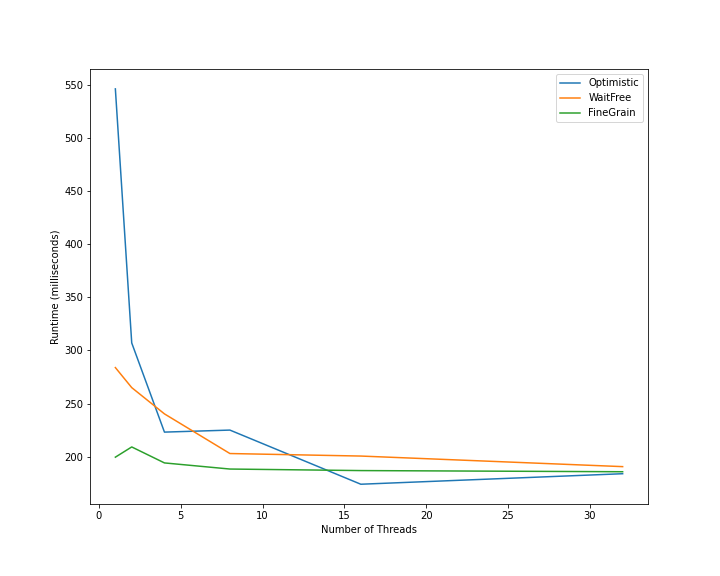 Optimistic
WaitFree
FineGrain
Runtime (milliseconds)
550
500
450
400
350
300
250
200
0 5 10 15 20 25 30
Number of Threads